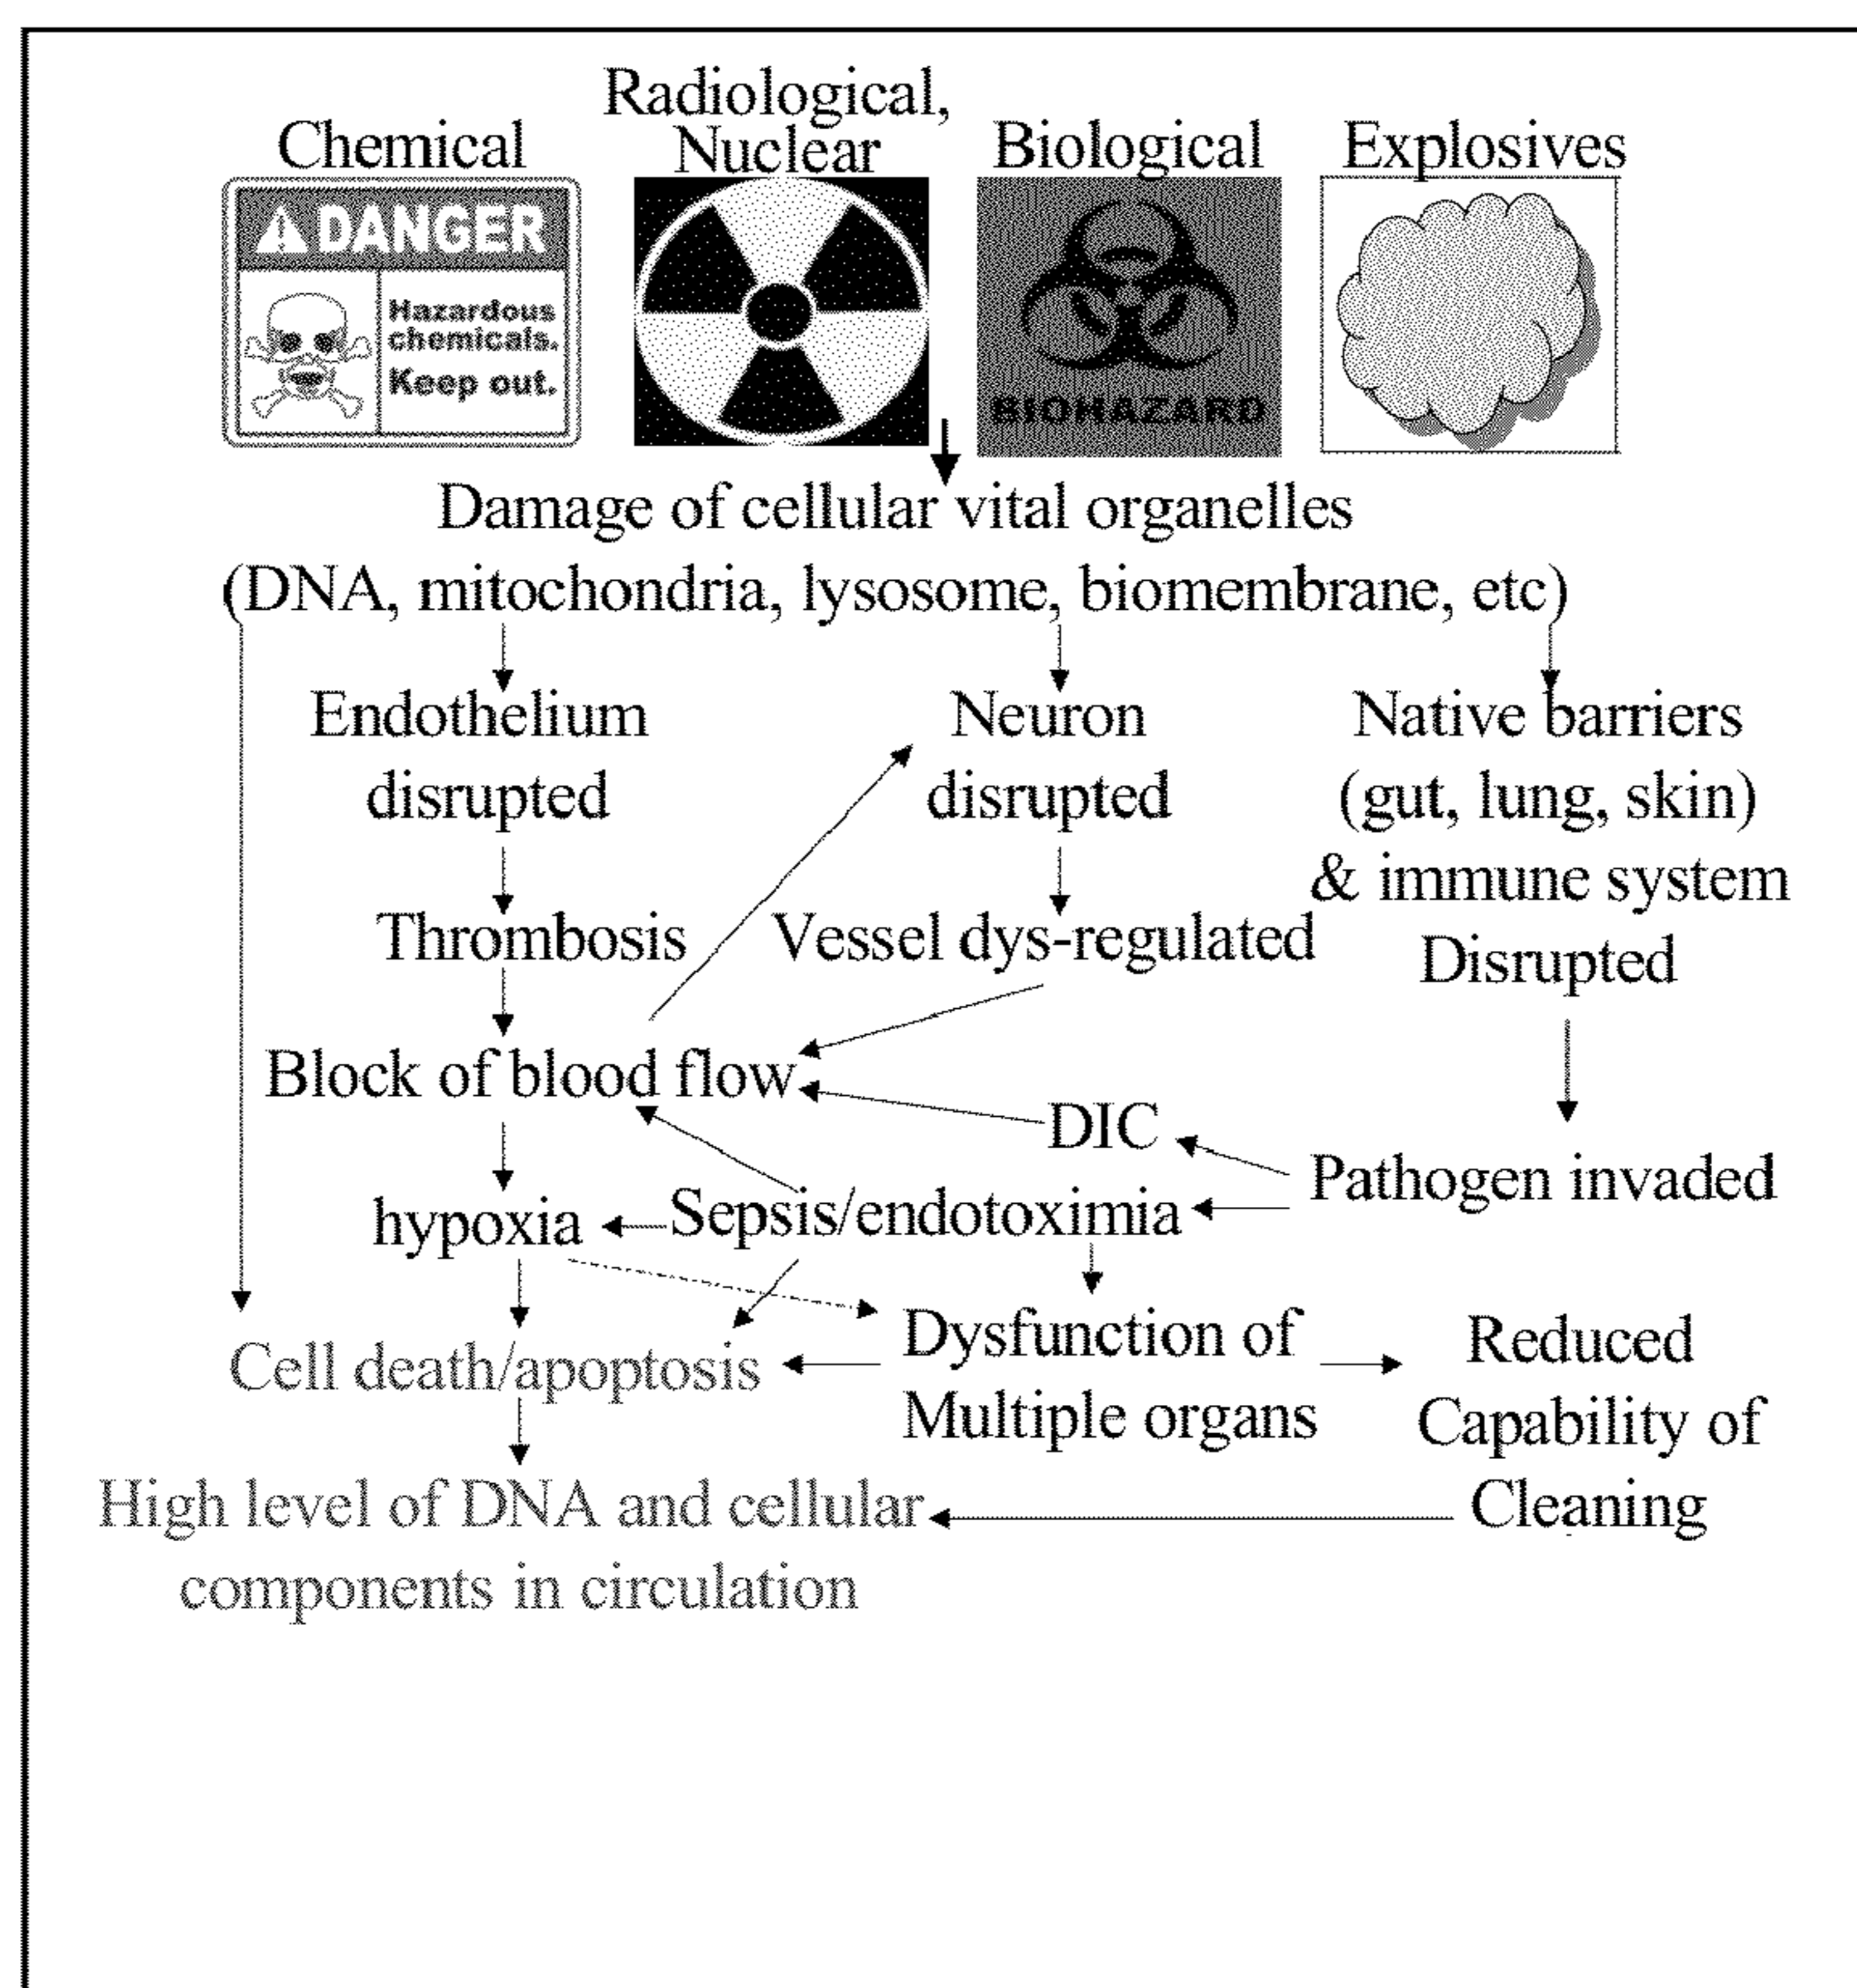 Chemical
Radiological,
Nuclear
Biological
Explosives
DANGER
Hazardous
chemicals.
Keep out.
BIOHAZARD
Damage of cellular vital organelles
(DNA, mitochondria, lysosome, biomembrane, etc)
Endothelium
disrupted
Neuron
disrupted
Native barriers
(gut, lung, skin)
& immune system
Disrupted
Thrombosis
Vessel dys-regulated
Block of blood flow
DIC
Pathogen invaded
hypoxia
Sepsis/endotoximia
Cell death/apoptosis
Dysfunction of
Multiple organs
Reduced
Capability of
Cleaning
High level of DNA and cellular
components in circulation